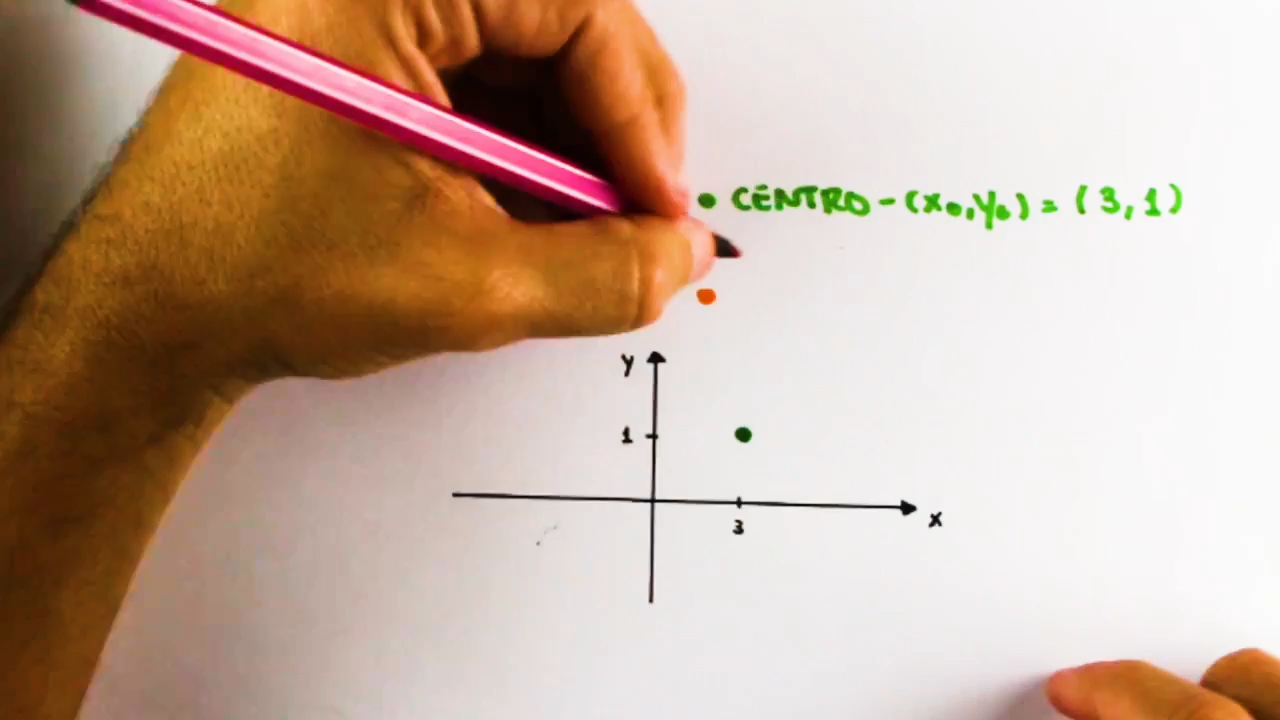 • CENTRO - (x₀,y₀) = (3,1)
•
y
1
3
x